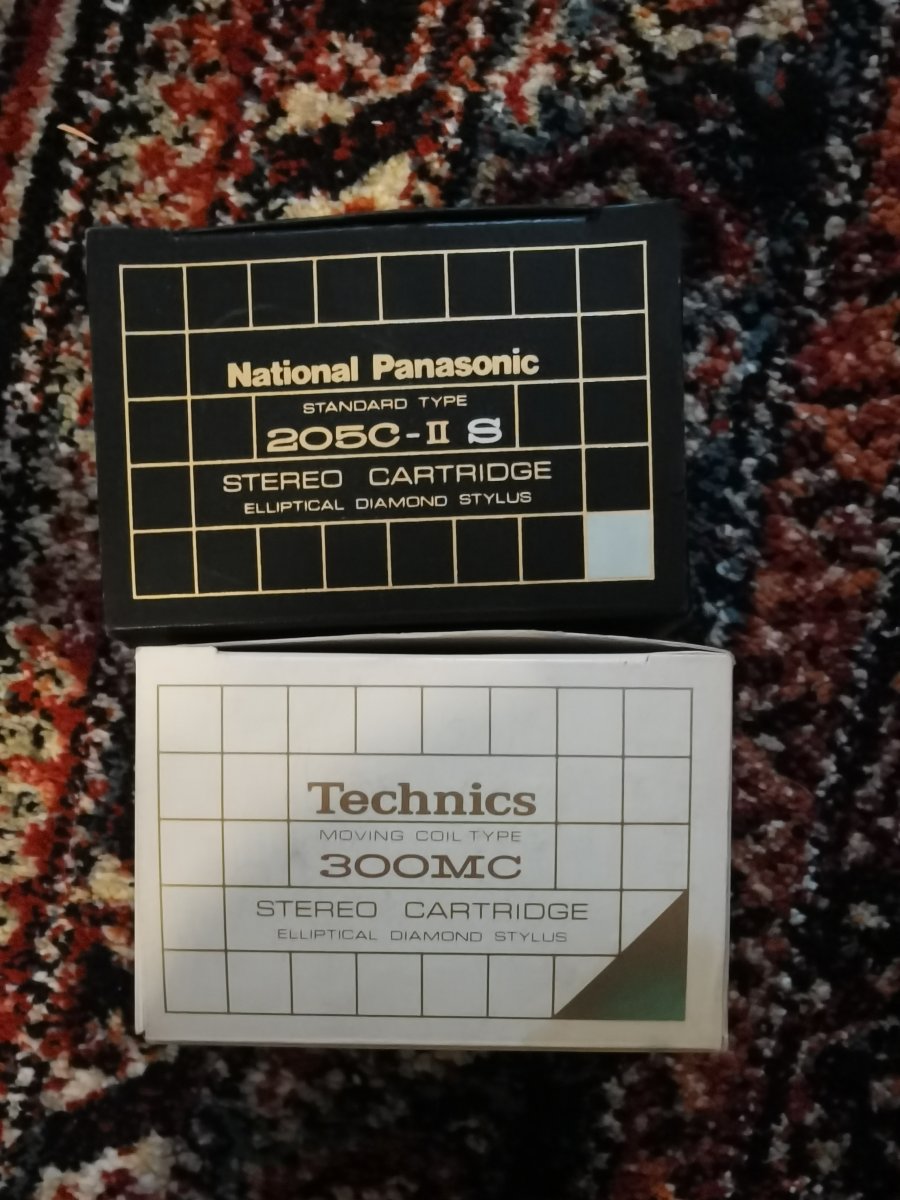 National Panasonic
STANDARD TYPE
205C-II S
STEREO CARTRIDGE
ELLIPTICAL DIAMOND STYLUS
Technics
MOVING COIL TYPE
300MC
STEREO CARTRIDGE
ELLIPTICAL DIAMOND STYLUS